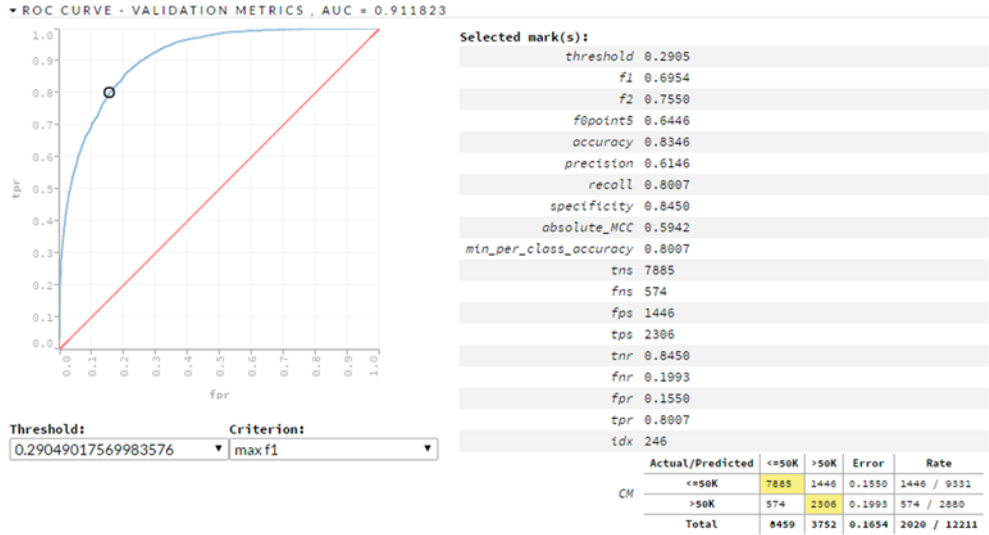 ▾ ROC CURVE - VALIDATION METRICS , AUC = 0.911823
1.0
0.9
0.8
0.7
0.6
0.5
0.4
0.3
0.2
0.1
0.0
tpr
0.0 0.1 0.2 0.3 0.4 0.5 0.6 0.7 0.8 0.9 1.0
fpr
Threshold: Criterion:
0.29049017569983576 ▼ max f1 ▼
Selected mark(s):
threshold 0.2905
f1 0.6954
f2 0.7550
f0point5 0.6446
accuracy 0.8346
precision 0.6146
recall 0.8007
specificity 0.8450
absolute_MCC 0.5942
min_per_class_accuracy 0.8007
tns 7885
fns 574
fps 1446
tps 2306
tnr 0.8450
fnr 0.1993
fpr 0.1550
tpr 0.8007
idx 246
CM
Actual/Predicted <=50K >50K Error Rate
<=50K 7885 1446 0.1550 1446 / 9331
>50K 574 2306 0.1993 574 / 2880
Total 8459 3752 0.1654 2020 / 12211